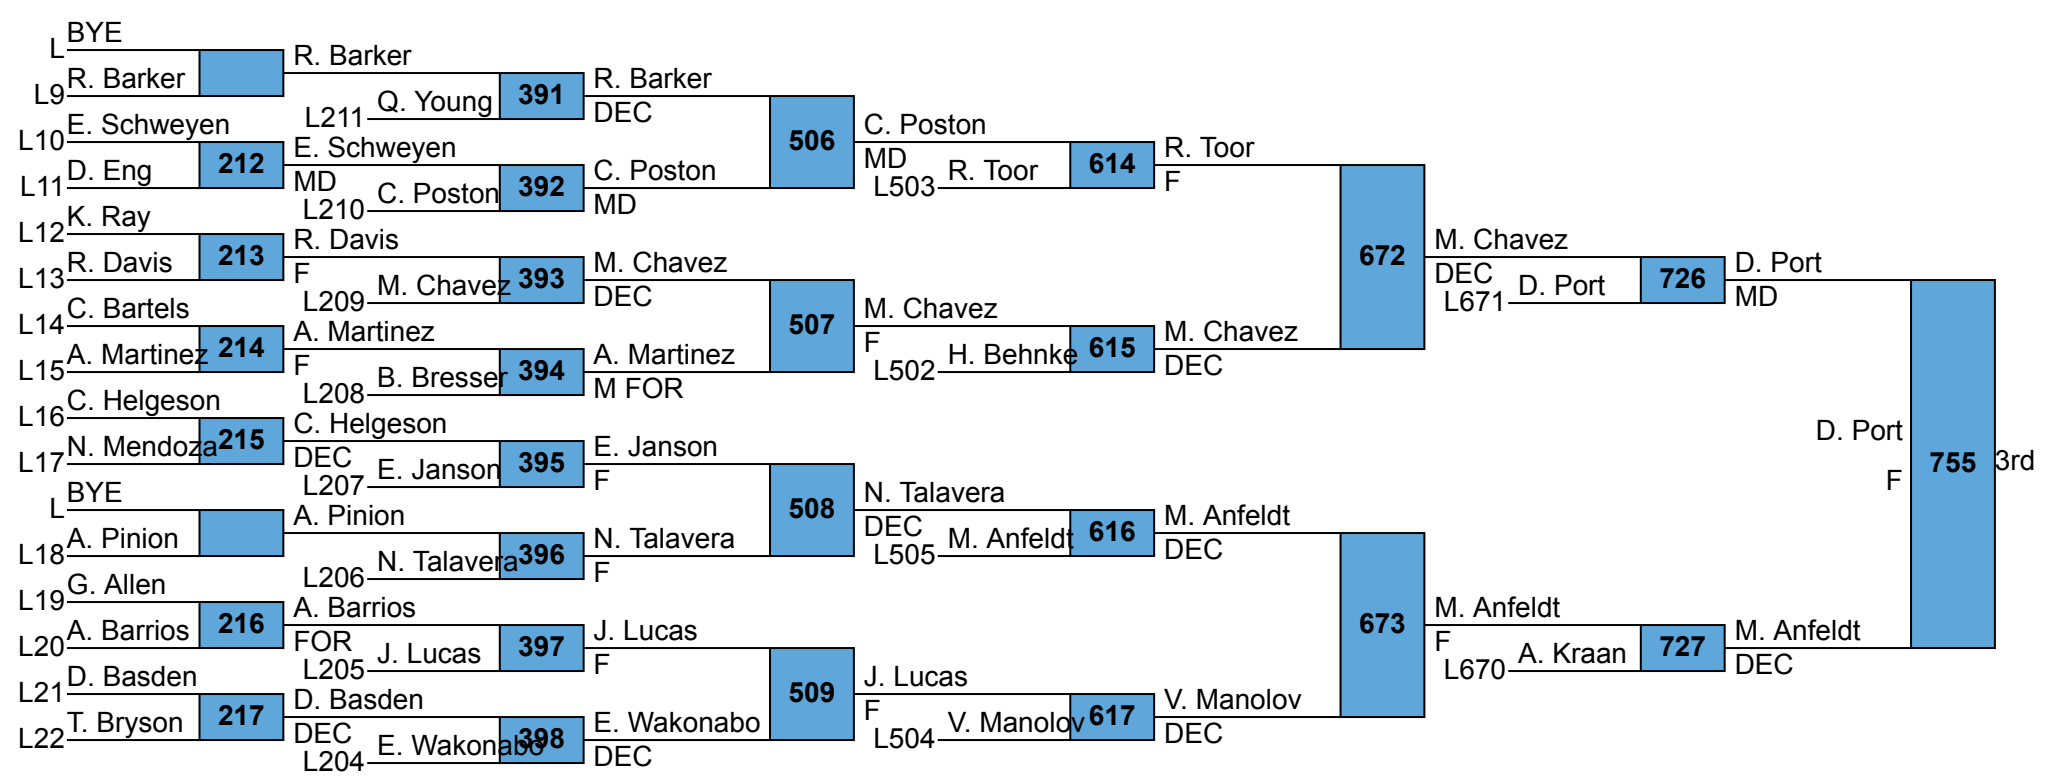 BYE
L
R. Barker
L9
E. Schweyen
L10
212
D. Eng
L11
K. Ray
L12
213
R. Davis
L13
C. Bartels
L14
214
A. Martinez
L15
C. Helgeson
L16
215
N. Mendoza
L17
BYE
L
A. Pinion
L18
G. Allen
L19
216
A. Barrios
L20
D. Basden
L21
217
T. Bryson
L22
R. Barker
391
Q. Young
L211
E. Schweyen
MD
392
C. Poston
L210
R. Davis
F
393
M. Chavez
L209
A. Martinez
F
394
B. Bresser
L208
C. Helgeson
DEC
395
E. Janson
L207
A. Pinion
396
N. Talavera
L206
A. Barrios
FOR
397
J. Lucas
L205
D. Basden
DEC
398
E. Wakonabo
L204
R. Barker
DEC
506
C. Poston
MD
M. Chavez
DEC
507
A. Martinez
M FOR
E. Janson
F
508
N. Talavera
F
J. Lucas
F
509
E. Wakonabo
DEC
C. Poston
MD
614
R. Toor
L503
M. Chavez
F
615
H. Behnke
L502
N. Talavera
DEC
616
M. Anfeldt
L505
J. Lucas
F
617
V. Manolov
L504
R. Toor
F
672
M. Chavez
DEC
M. Anfeldt
DEC
673
V. Manolov
DEC
M. Chavez
DEC
726
D. Port
L671
M. Anfeldt
F
727
A. Kraan
L670
D. Port
MD
755
M. Anfeldt
DEC
D. Port
F
3rd